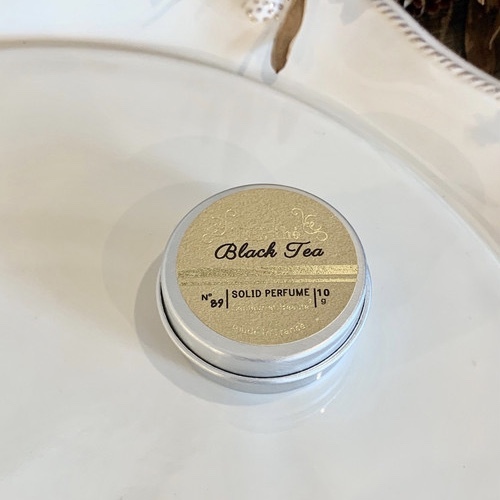 Black Tea
N° 89 | SOLID PERFUME | 10 g